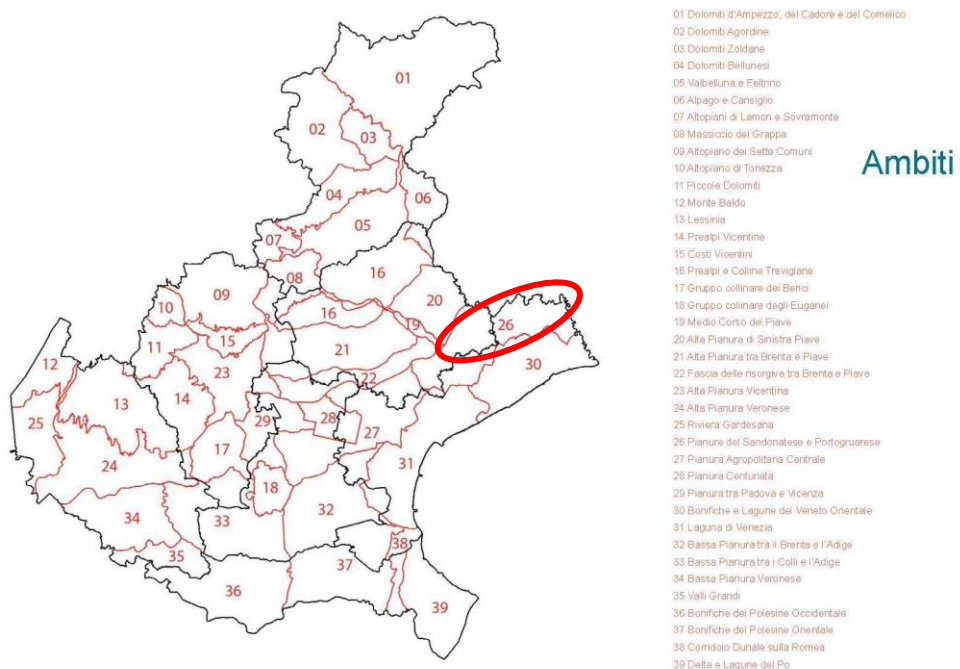 01 Dolomiti d'Ampezzo, del Cadore e del Comelico
02 Dolomiti Agordine
03 Dolomiti Zoldane
04 Dolomiti Bellunesi
05 Valbelluna e Feltrino
06 Alpago e Cansiglio
07 Altopiani di Lamon e Sovramonte
08 Massiccio del Grappa
09 Altopiano dei Sette Comuni
10 Altopiano di Tonezza
11 Piccole Dolomiti
12 Monte Baldo
13 Lessinia
14 Prealpi Vicentine
15 Costi Vicentini
16 Prealpi e Colline Trevigiane
17 Gruppo collinare dei Berici
18 Gruppo collinare degli Euganei
19 Medio Corso del Piave
20 Alta Pianura di Sinistra Piave
21 Alta Pianura tra Brenta e Piave
22 Fascia delle risorgive tra Brenta e Piave
23 Alta Pianura Vicentina
24 Alta Pianura Veronese
25 Riviera Gardesana
26 Pianure del Sandonatese e Portogruarese
27 Pianura Agropolitana Centrale
28 Pianura Centuriata
29 Pianura tra Padova e Vicenza
30 Bonifiche e Lagune del Veneto Orientale
31 Laguna di Venezia
32 Bassa Pianura tra il Brenta e l'Adige
33 Bassa Pianura tra i Colli e l'Adige
34 Bassa Pianura Veronese
35 Valli Grandi
36 Bonifiche del Polesine Occidentale
37 Bonifiche del Polesine Orientale
38 Corridoio Dunale sulla Romea
39 Delta e Lagune del Po
Ambiti
01
02
03
04
06
05
07
08
16
09
20
10
16
19
26
15
11
21
30
12
23
22
13
14
28
25
29
27
17
24
31
18
34
33
32
38
35
37
36
39